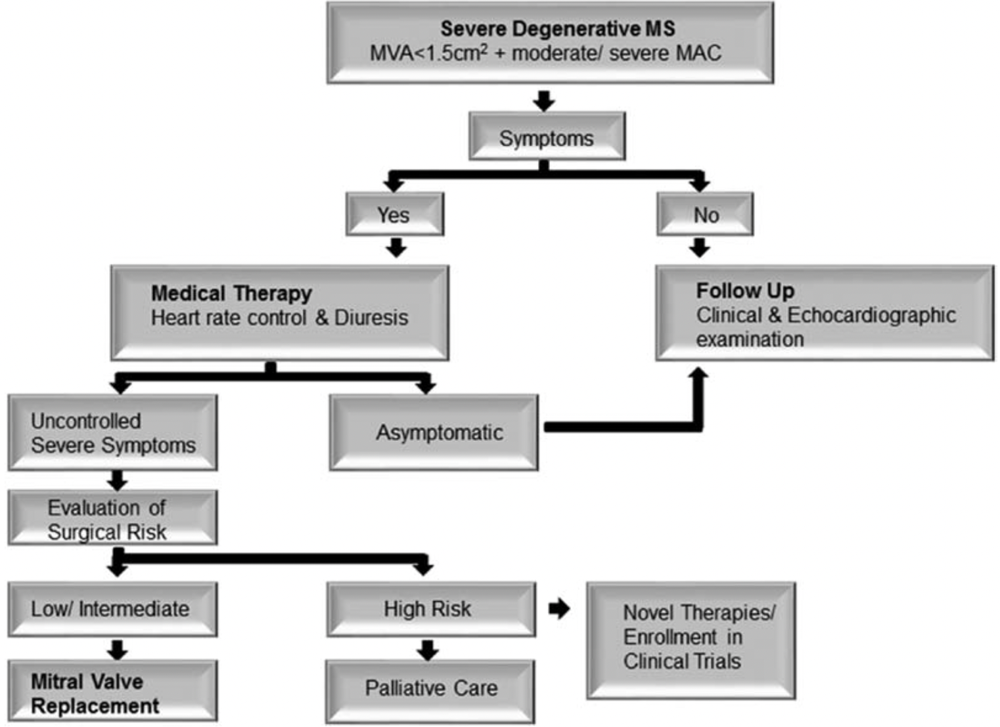 Severe Degenerative MS
MVA<1.5cm² + moderate/ severe MAC
Symptoms
Yes
No
Medical Therapy
Heart rate control & Diuresis
Follow Up
Clinical & Echocardiographic
examination
Uncontrolled
Severe Symptoms
Asymptomatic
Evaluation of
Surgical Risk
Low/ Intermediate
High Risk
Novel Therapies/
Enrollment in
Clinical Trials
Mitral Valve
Replacement
Palliative Care